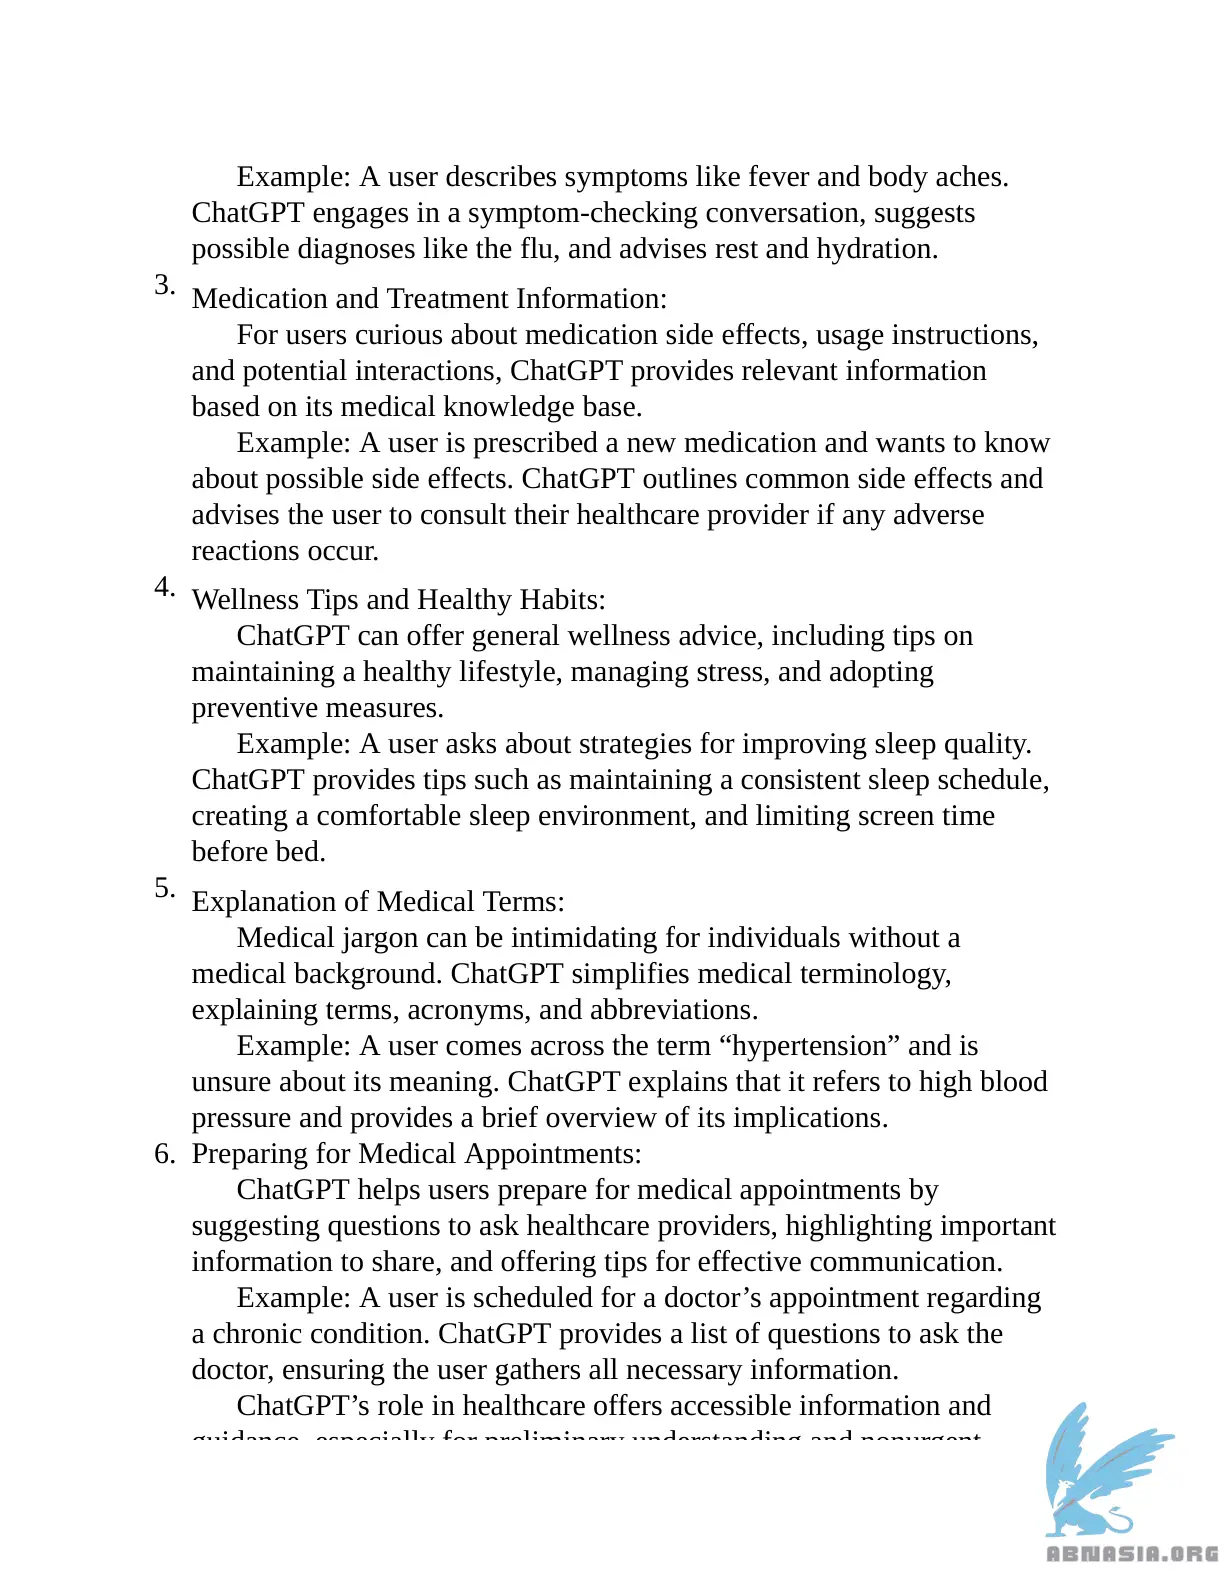 Example: A user describes symptoms like fever and body aches.
ChatGPT engages in a symptom-checking conversation, suggests
possible diagnoses like the flu, and advises rest and hydration.
3. Medication and Treatment Information:
For users curious about medication side effects, usage instructions,
and potential interactions, ChatGPT provides relevant information
based on its medical knowledge base.
Example: A user is prescribed a new medication and wants to know
about possible side effects. ChatGPT outlines common side effects and
advises the user to consult their healthcare provider if any adverse
reactions occur.
4. Wellness Tips and Healthy Habits:
ChatGPT can offer general wellness advice, including tips on
maintaining a healthy lifestyle, managing stress, and adopting
preventive measures.
Example: A user asks about strategies for improving sleep quality.
ChatGPT provides tips such as maintaining a consistent sleep schedule,
creating a comfortable sleep environment, and limiting screen time
before bed.
5. Explanation of Medical Terms:
Medical jargon can be intimidating for individuals without a
medical background. ChatGPT simplifies medical terminology,
explaining terms, acronyms, and abbreviations.
Example: A user comes across the term “hypertension” and is
unsure about its meaning. ChatGPT explains that it refers to high blood
pressure and provides a brief overview of its implications.
6. Preparing for Medical Appointments:
ChatGPT helps users prepare for medical appointments by
suggesting questions to ask healthcare providers, highlighting important
information to share, and offering tips for effective communication.
Example: A user is scheduled for a doctor’s appointment regarding
a chronic condition. ChatGPT provides a list of questions to ask the
doctor, ensuring the user gathers all necessary information.
ChatGPT’s role in healthcare offers accessible information and
guidance, especially for preliminary understanding and nonurgent
ABNASIA.ORG